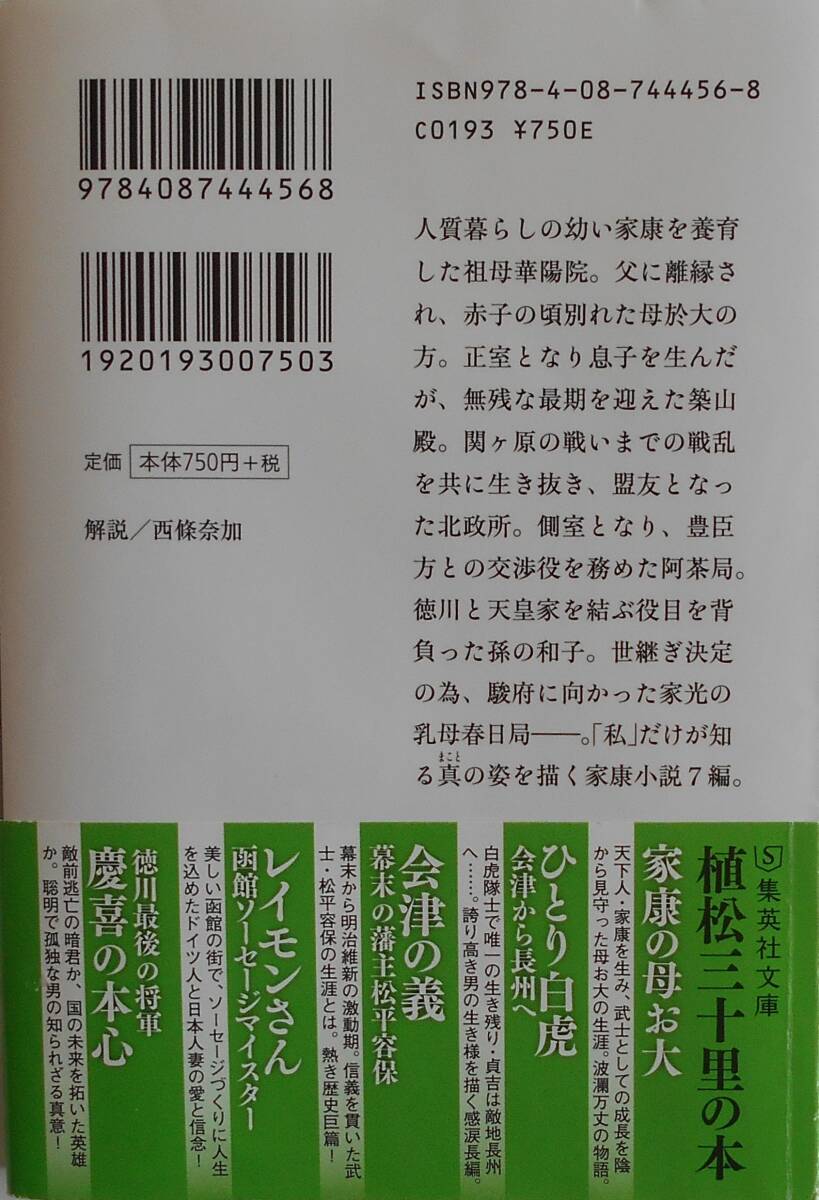 9784087444568
1920193007503
ISBN978-4-08-744456-8
C0193 ¥750E
定価 本体750円+税
解説/西條奈加
人質暮らしの幼い家康を養育
した祖母華陽院。父に離縁さ
れ、赤子の頃別れた母於大の
方。正室となり息子を生んだ
が、無残な最期を迎えた築山
殿。関ヶ原の戦いまでの戦乱
を共に生き抜き、盟友となっ
た北政所。側室となり、豊臣
方との交渉役を務めた阿茶局。
徳川と天皇家を結ぶ役目を背
負った孫の和子。世継ぎ決定
の為、駿府に向かった家光の
乳母春日局――。「私」だけが知
まこと
る真の姿を描く家康小説7編。
S 集英社文庫
植松三十里の本
家康の母お大
天下人・家康を生み、武士としての成長を陰
から見守った母お大の生涯。波瀾万丈の物語。
ひとり白虎
会津から長州へ
白虎隊士で唯一の生き残り・貞吉は敵地長州
へ……。誇り高き男の生き様を描く感涙長編。
会津の義
幕末の藩主松平容保
幕末から明治維新の激動期。信義を貫いた武
士・松平容保の生涯とは。熱き歴史巨篇!
レイモンさん
函館ソーセージマイスター
美しい函館の街で、ソーセージづくりに人生
を込めたドイツ人と日本人妻の愛と信念!
徳川最後の将軍
慶喜の本心
敵前逃亡の暗君か、国の未来を拓いた英雄
か。聡明で孤独な男の知られざる真意!